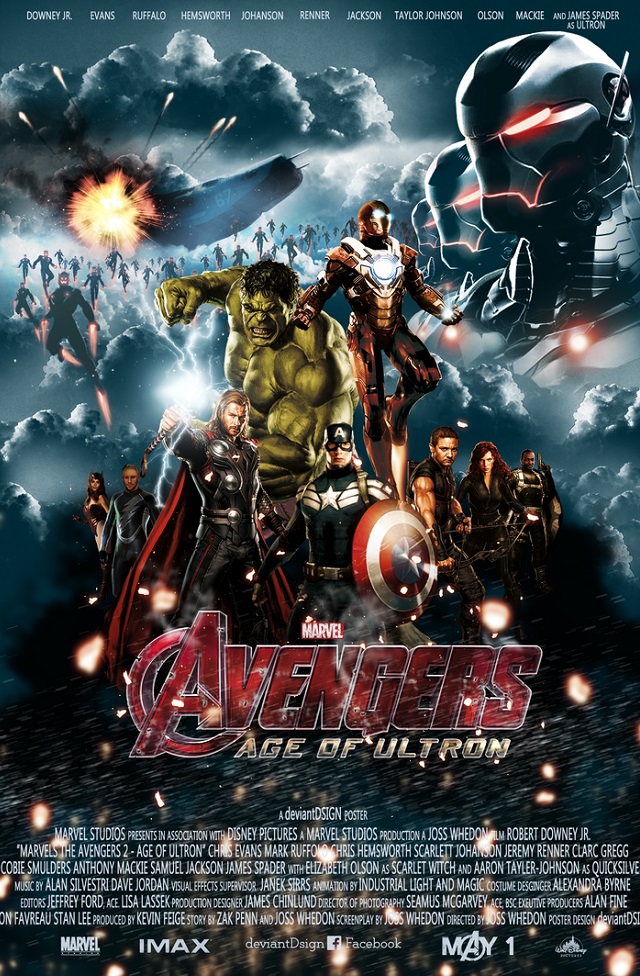 DOWNEY JR. EVANS RUFFALO HEMSWORTH JOHANSON RENNER JACKSON TAYLOR JOHNSON OLSON MACKIE AND JAMES SPADER
AS ULTRON
67
A
MARVEL
AVENGERS
AGE OF ULTRON
A deviantDSIGN POSTER
MARVEL STUDIOS PRESENTS IN ASSOCIATION WITH DISNEY PICTURES A MARVEL STUDIOS PRODUCTION A JOSS WHEDON FILM ROBERT DOWNEY JR.
"MARVELS THE AVENGERS 2 - AGE OF ULTRON" CHRIS EVANS MARK RUFFALO CHRIS HEMSWORTH SCARLETT JOHANSON JEREMY RENNER CLARC GREGG
COBIE SMULDERS ANTHONY MACKIE SAMUEL JACKSON JAMES SPADER WITH ELIZABETH OLSON AS SCARLET WITCH AND AARON TAYLER-JOHNSON AS QUICKSILVE
MUSIC BY ALAN SILVESTRI DAVE JORDAN VISUAL EFFECTS SUPERVISOR. JANEK SIRRS ANIMATION BY INDUSTRIAL LIGHT AND MAGIC COSTUME DESGINGER ALEXANDRA BYRNE
EDITORS JEFFREY FORD, ACE. LISA LASSEK PRODUCTION DESIGNER JAMES CHINLUND DIRECTOR OF PHOTOGRAPHY SEAMUS MCGARVEY ACE, BSC EXECUTIVE PRODUCERS ALAN FINE
ON FAVREAU STAN LEE PRODUCED BY KEVIN FEIGE STORY BY ZAK PENN AND JOSS WHEDON SCREENPLAY BY JOSS WHEDON DIRECTED BY JOSS WHEDON POSTER DESIGN deviantDSI
MARVEL IMAX deviantDsign f Facebook MAY 1 WALT DISNEY
PICTURES